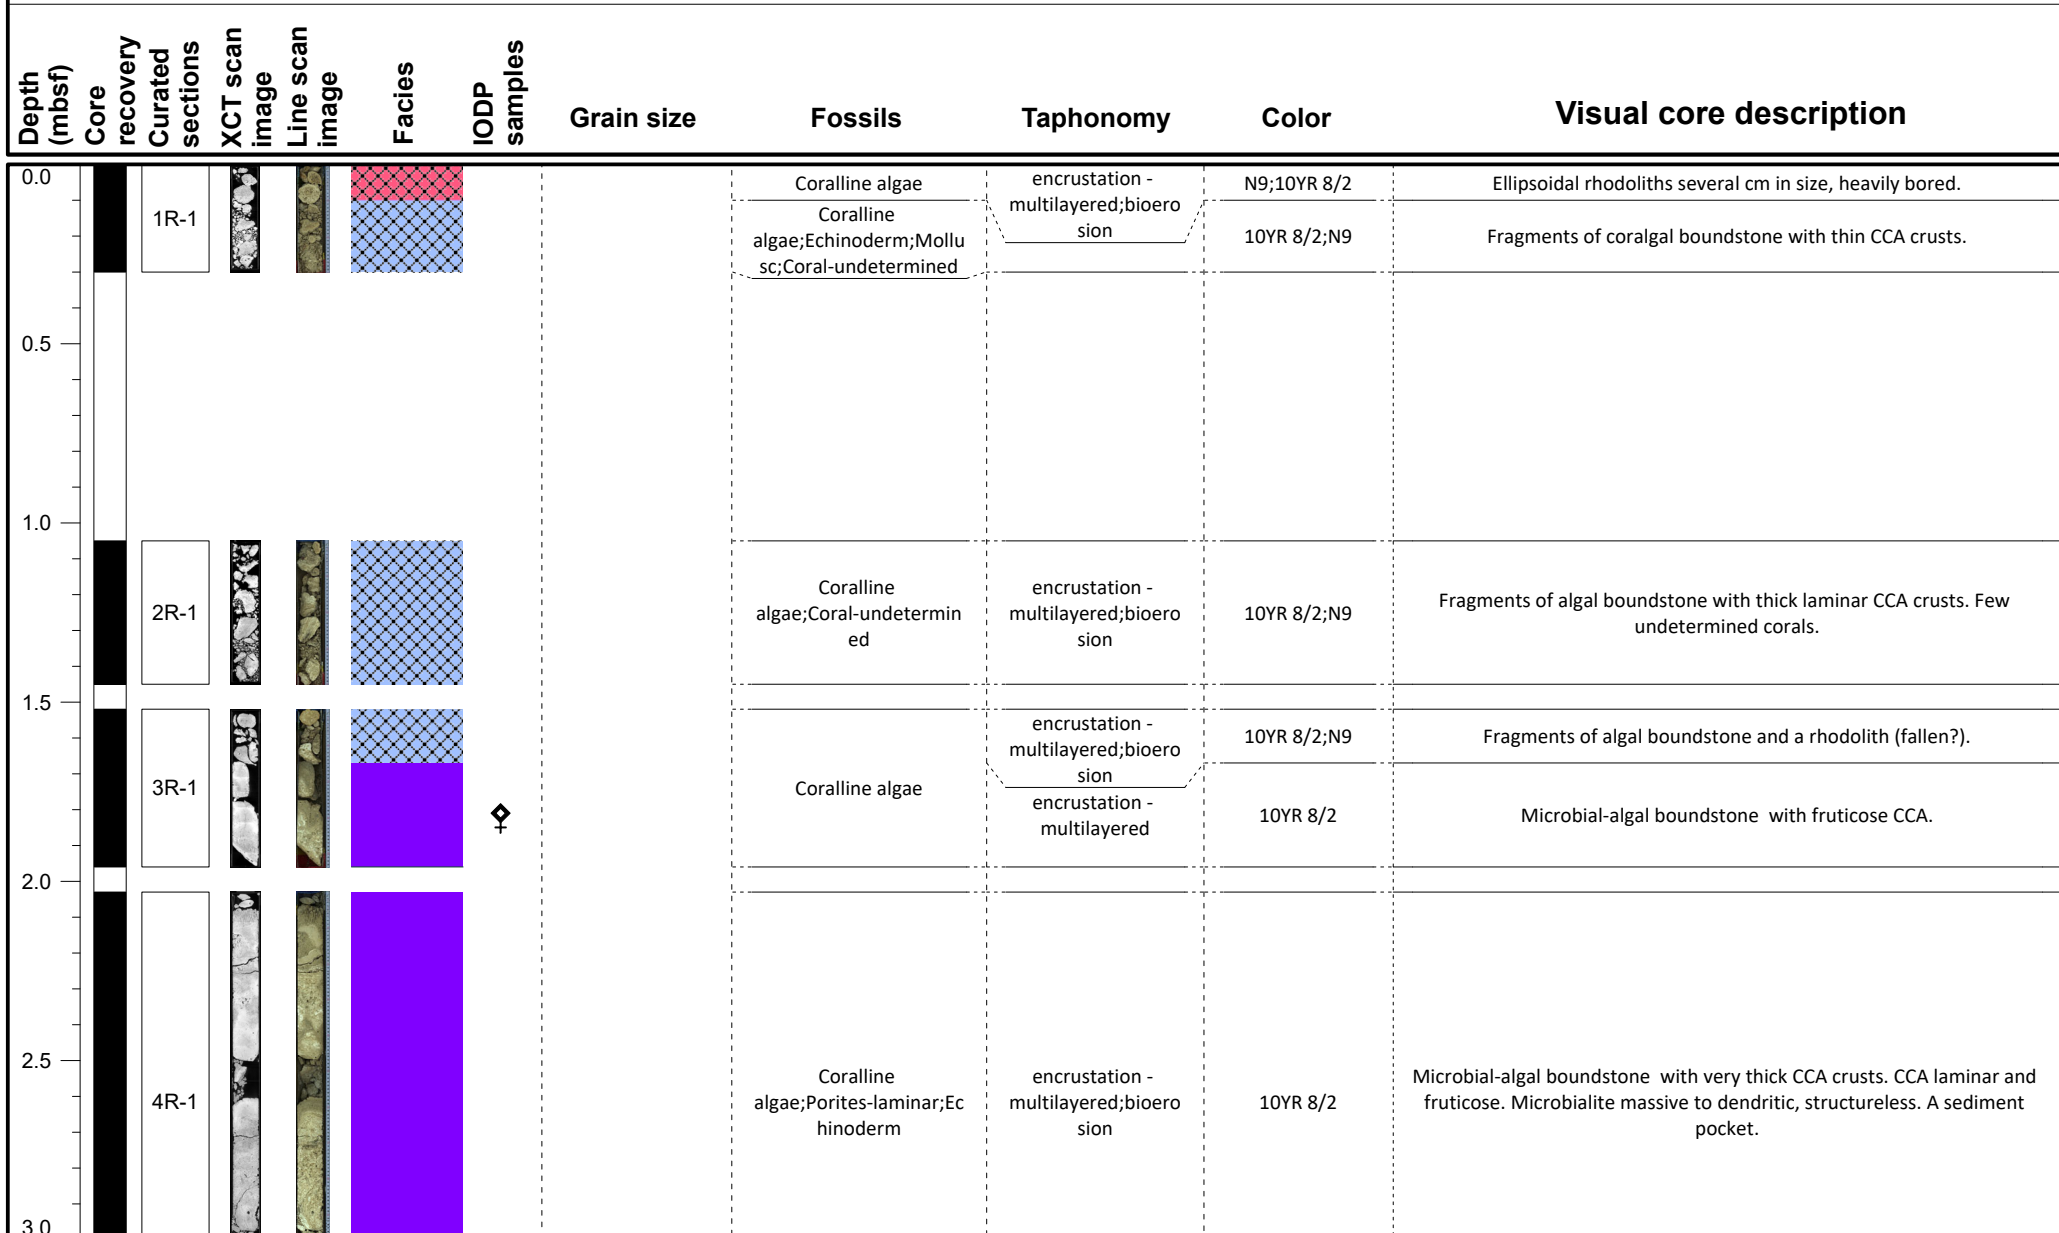 Depth
(mbsf)
Core
recovery
Curated
sections
XCT scan
image
Line scan
image
Facies
IODP
samples
Grain size
Fossils
Taphonomy
Color
Visual core description
0.0
1R-1
Coralline algae
encrustation -
multilayered;bioero
sion
N9;10YR 8/2
Ellipsoidal rhodoliths several cm in size, heavily bored.
Coralline
algae;Echinoderm;Mollu
sc;Coral-undetermined
10YR 8/2;N9
Fragments of coralgal boundstone with thin CCA crusts.
0.5
1.0
2R-1
Coralline
algae;Coral-undetermin
ed
encrustation -
multilayered;bioero
sion
10YR 8/2;N9
Fragments of algal boundstone with thick laminar CCA crusts. Few
undetermined corals.
1.5
3R-1
Coralline algae
encrustation -
multilayered;bioero
sion
10YR 8/2;N9
Fragments of algal boundstone and a rhodolith (fallen?).
encrustation -
multilayered
10YR 8/2
Microbial-algal boundstone  with fruticose CCA.
2.0
2.5
4R-1
Coralline
algae;Porites-laminar;Ec
hinoderm
encrustation -
multilayered;bioero
sion
10YR 8/2
Microbial-algal boundstone  with very thick CCA crusts. CCA laminar and
fruticose. Microbialite massive to dendritic, structureless. A sediment
pocket.
3.0